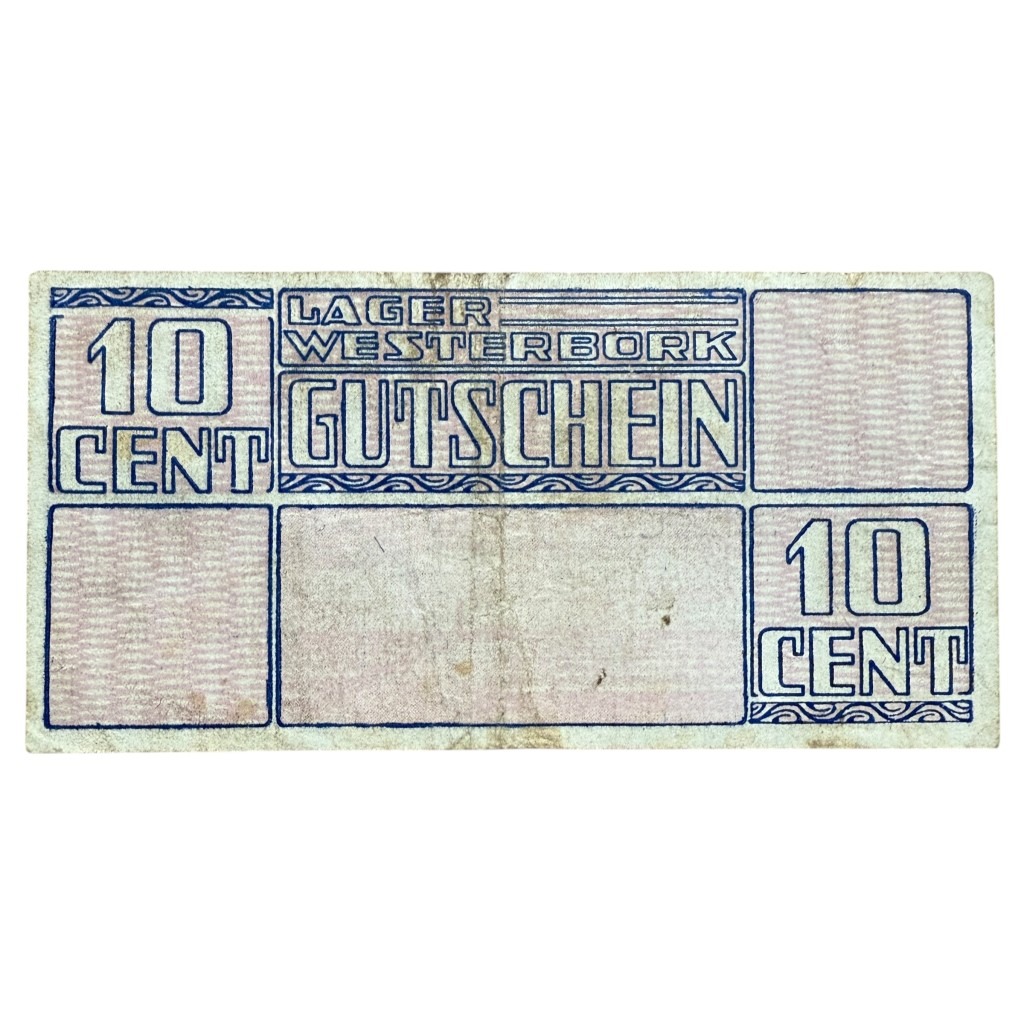 10
CENT
LAGER
WESTERBORK
GUTSCHEIN
10
CENT